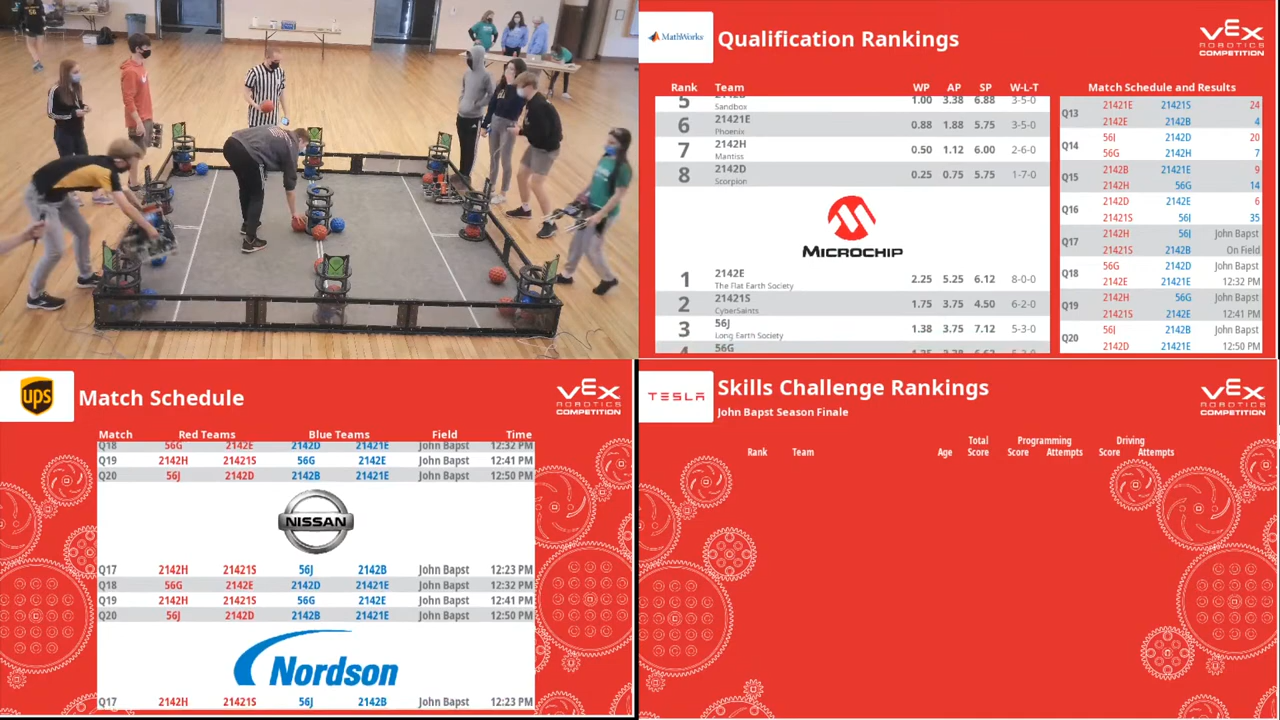 MathWorks
Qualification Rankings
VEX
ROBOTICS
COMPETITION
Rank Team WP AP SP W-L-T
5 1.00 3.38 6.88 3-5-0
Sandbox
6 21421E 0.88 1.88 5.75 3-5-0
Phoenix
7 2142H 0.50 1.12 6.00 2-6-0
Mantiss
8 2142D 0.25 0.75 5.75 1-7-0
Scorpion
MICROCHIP
1 2142E 2.25 5.25 6.12 8-0-0
The Flat Earth Society
2 21421S 1.75 3.75 4.50 6-2-0
CyberSaints
3 56J 1.38 3.75 7.12 5-3-0
Long Earth Society
56G
Match Schedule and Results
Q13 21421E 21421S 24
2142E 2142B 4
Q14 56J 2142D 20
56G 2142H 7
Q15 2142B 21421E 9
2142H 56G 14
Q16 2142D 2142E 6
21421S 56J 35
Q17 2142H 56J John Bapst
21421S 2142B On Field
Q18 56G 2142D John Bapst
2142E 21421E 12:32 PM
Q19 2142H 56G John Bapst
21421S 2142E 12:41 PM
Q20 56J 2142B John Bapst
2142D 21421E 12:50 PM
ups
Match Schedule
VEX
ROBOTICS
COMPETITION
Match Red Teams Blue Teams Field Time
Q18 56G 2142E 2142D 21421E John Bapst 12:32 PM
Q19 2142H 21421S 56G 2142E John Bapst 12:41 PM
Q20 56J 2142D 2142B 21421E John Bapst 12:50 PM
NISSAN
Q17 2142H 21421S 56J 2142B John Bapst 12:23 PM
Q18 56G 2142E 2142D 21421E John Bapst 12:32 PM
Q19 2142H 21421S 56G 2142E John Bapst 12:41 PM
Q20 56J 2142D 2142B 21421E John Bapst 12:50 PM
Nordson
Q17 2142H 21421S 56J 2142B John Bapst 12:23 PM
TESLA
Skills Challenge Rankings
John Bapst Season Finale
VEX
ROBOTICS
COMPETITION
Total Programming Driving
Rank Team Age Score Score Attempts Score Attempts